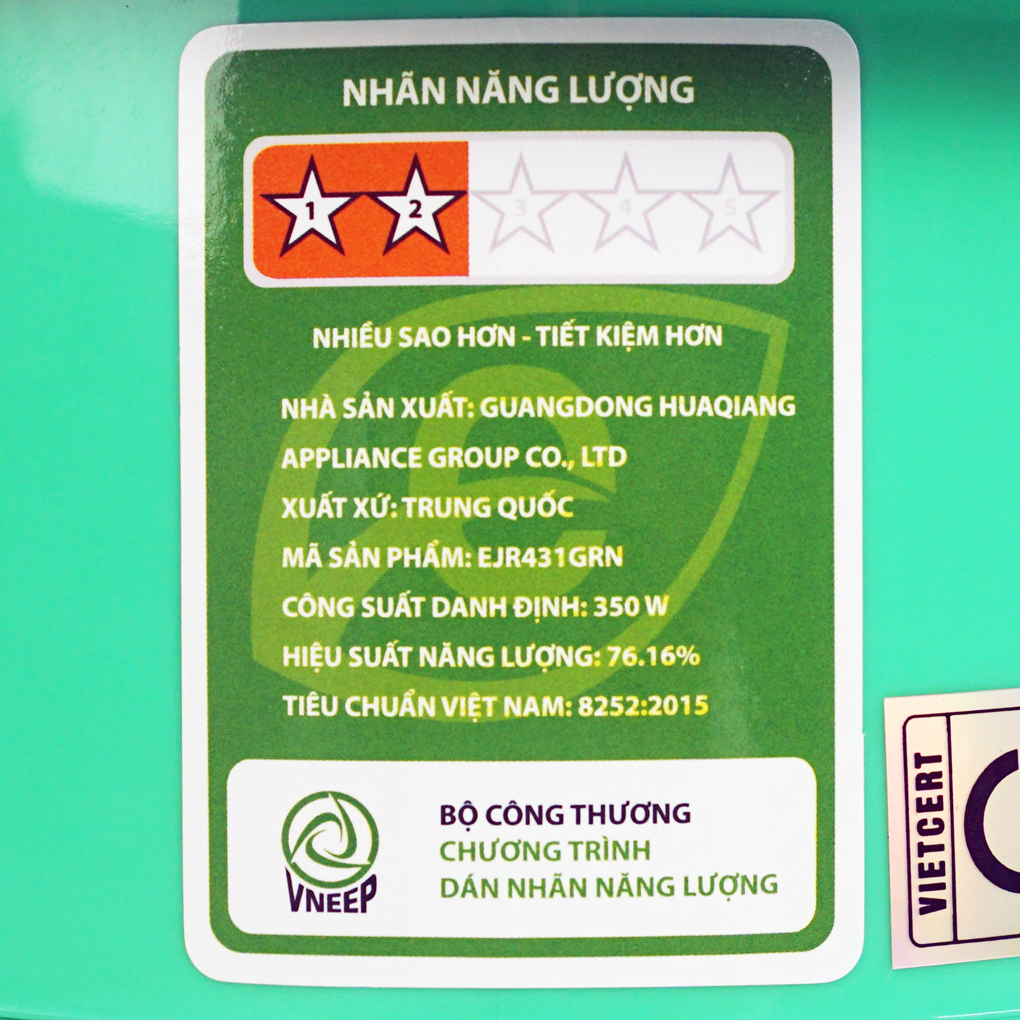 NHÃN NĂNG LƯỢNG
1 2 3 4 5
NHIỀU SAO HƠN - TIẾT KIỆM HƠN
NHÀ SẢN XUẤT: GUANGDONG HUAQIANG
APPLIANCE GROUP CO., LTD
XUẤT XỨ: TRUNG QUỐC
MÃ SẢN PHẨM: EJR431GRN
CÔNG SUẤT DANH ĐỊNH: 350 W
HIỆU SUẤT NĂNG LƯỢNG: 76.16%
TIÊU CHUẨN VIỆT NAM: 8252:2015
VNEEP
BỘ CÔNG THƯƠNG
CHƯƠNG TRÌNH
DÁN NHÃN NĂNG LƯỢNG
VIETCERT